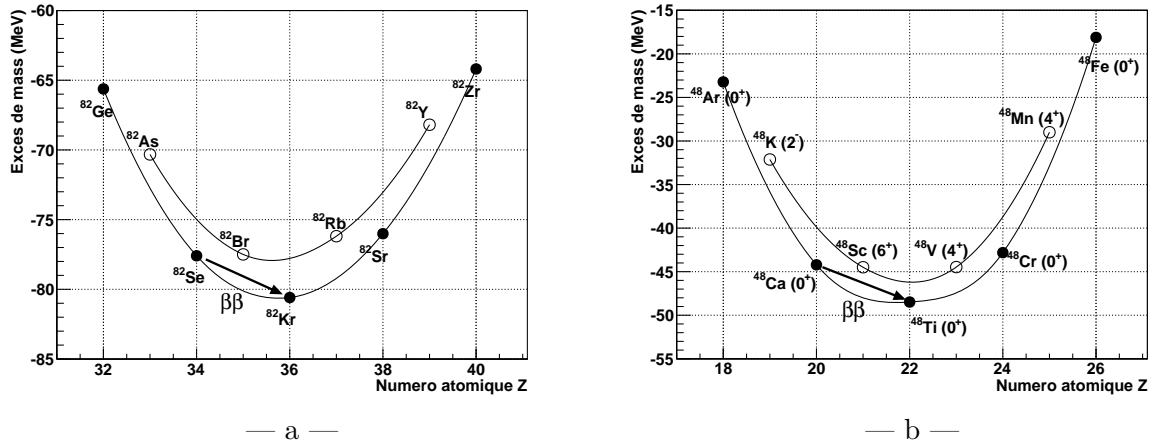 Exces de mass (MeV)
-60
-65
-70
-75
-80
-85
32
34
36
38
40
Numero atomique Z
⁸²Ge
⁸²As
⁸²Se
⁸²Br
⁸²Kr
⁸²Rb
⁸²Sr
⁸²Y
⁸²Zr
ββ
— a —
Exces de mass (MeV)
-15
-20
-25
-30
-35
-40
-45
-50
-55
18
20
22
24
26
Numero atomique Z
⁴⁸Ar (0⁺)
⁴⁸K (2⁻)
⁴⁸Ca (0⁺)
⁴⁸Sc (6⁺)
⁴⁸Ti (0⁺)
⁴⁸V (4⁺)
⁴⁸Cr (0⁺)
⁴⁸Mn (4⁺)
⁴⁸Fe (0⁺)
ββ
— b —